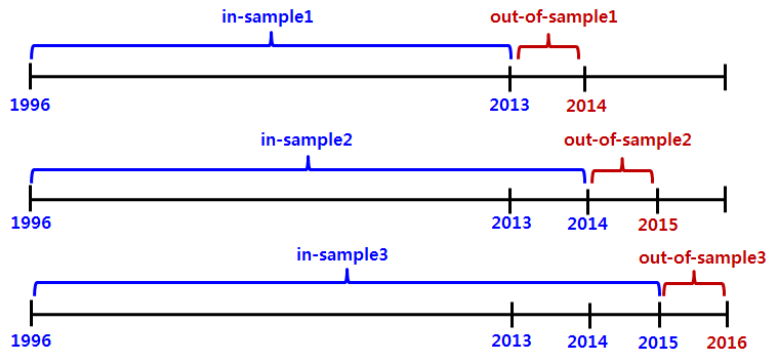 in-sample1 out-of-sample1
1996 2013 2014
in-sample2 out-of-sample2
1996 2013 2014 2015
in-sample3 out-of-sample3
1996 2013 2014 2015 2016